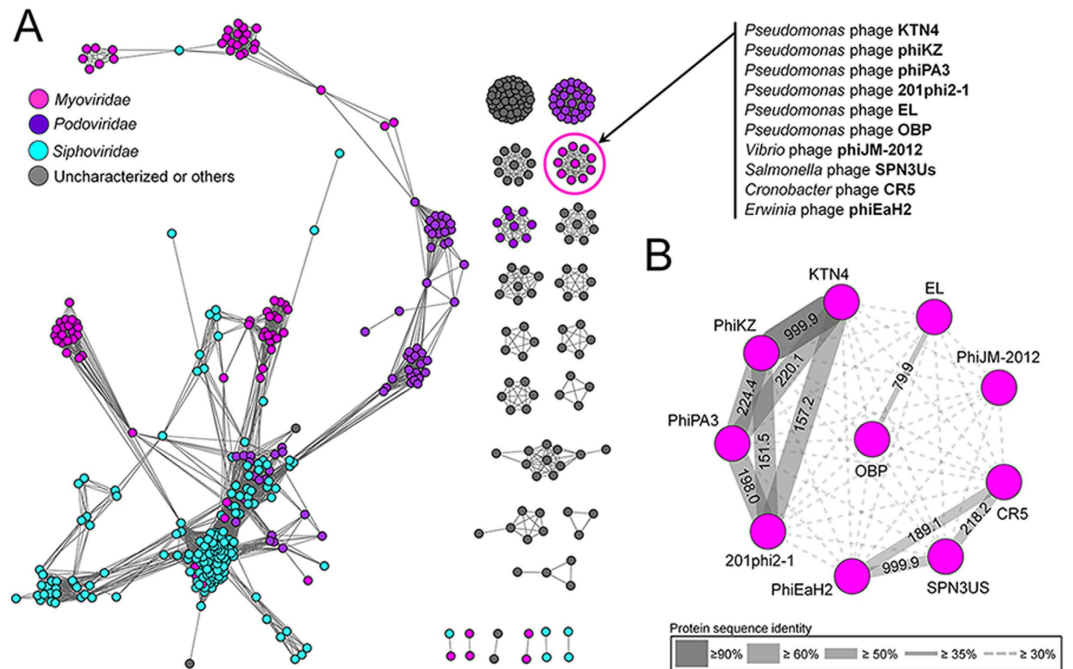 A
Myoviridae
Podoviridae
Siphoviridae
Uncharacterized or others
Pseudomonas phage KTN4
Pseudomonas phage phiKZ
Pseudomonas phage phiPA3
Pseudomonas phage 201phi2-1
Pseudomonas phage EL
Pseudomonas phage OBP
Vibrio phage phiJM-2012
Salmonella phage SPN3Us
Cronobacter phage CR5
Erwinia phage phiEaH2
B
KTN4
EL
PhiKZ
999.9
PhiJM-2012
220.1
224.4
79.9
157.2
PhiPA3
151.5
OBP
198.0
CR5
189.1
218.2
201phi2-1
999.9
PhiEaH2
SPN3US
Protein sequence identity
≥90% ≥ 60% ≥ 50% ≥ 35% ≥ 30%